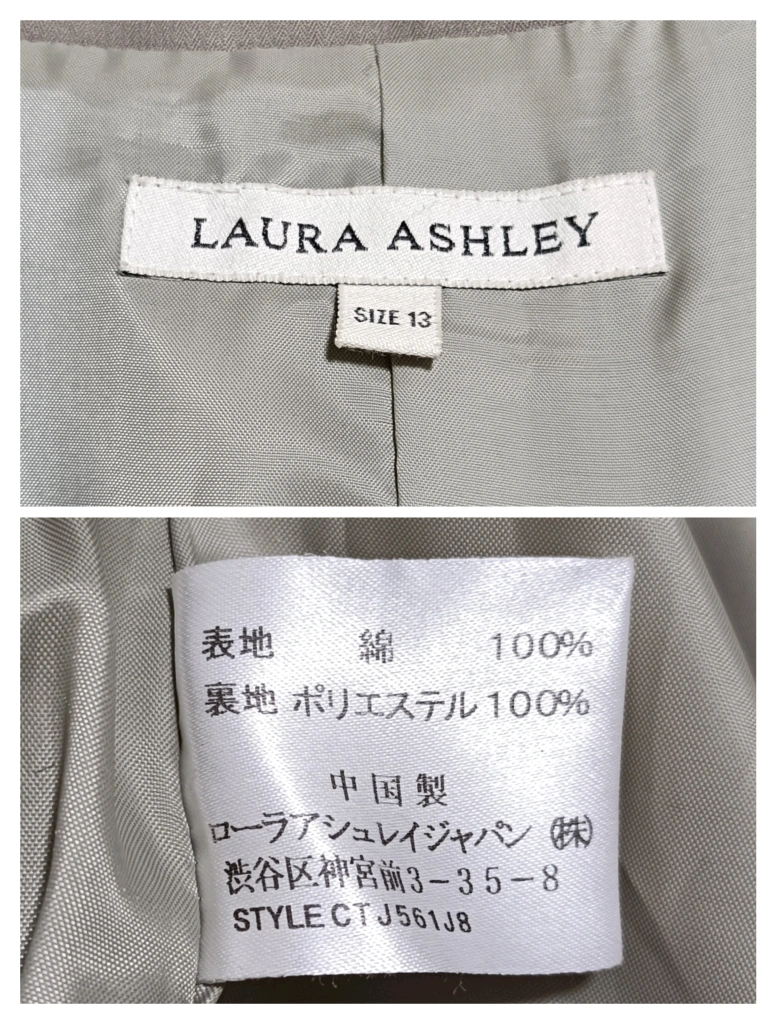 LAURA ASHLEY
SIZE 13
表地 綿 100%
裏地 ポリエステル 100%
中国製
ローラアシュレイジャパン ㈱
渋谷区神宮前3-35-8
STYLE CTJ561J8